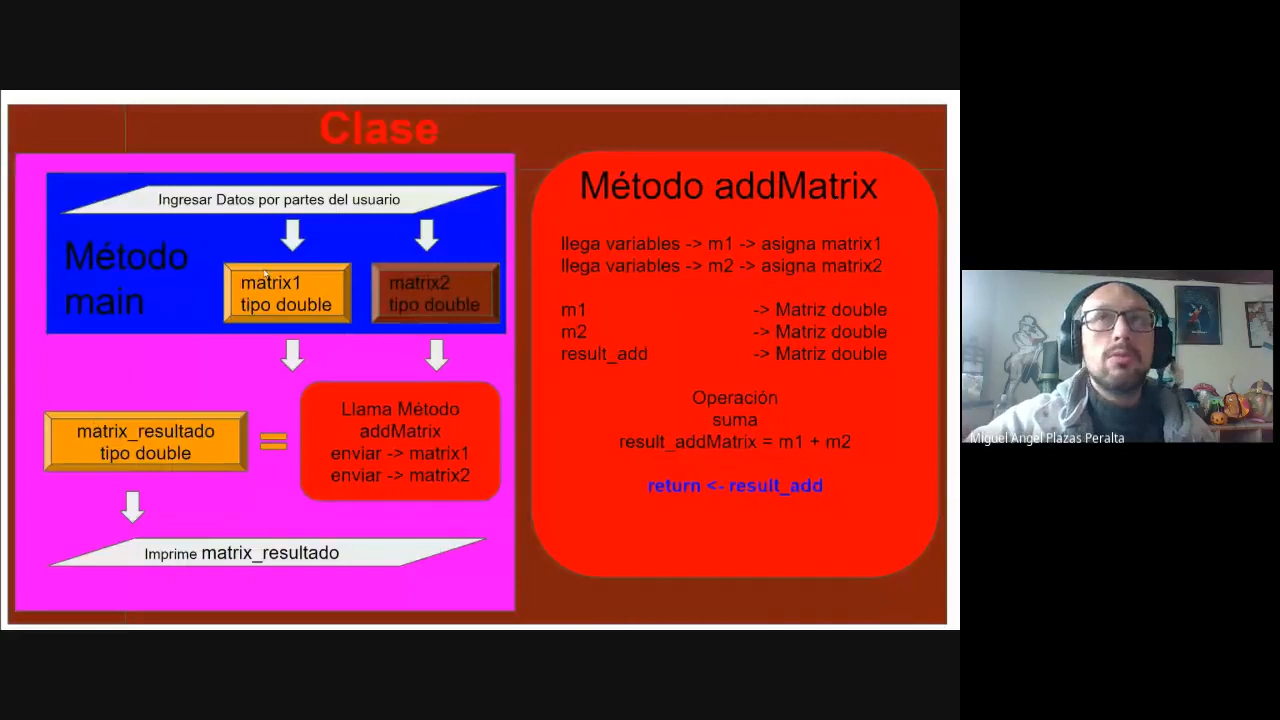 Clase
Ingresar Datos por partes del usuario
Método
main
matrix1
tipo double
matrix2
tipo double
matrix_resultado
tipo double
Llama Método
addMatrix
enviar -> matrix1
enviar -> matrix2
Imprime matrix_resultado
Método addMatrix
llega variables -> m1 -> asigna matrix1
llega variables -> m2 -> asigna matrix2
m1 -> Matriz double
m2 -> Matriz double
result_add -> Matriz double
Operación
suma
result_addMatrix = m1 + m2
return <- result_add
Miguel Angel Plazas Peralta